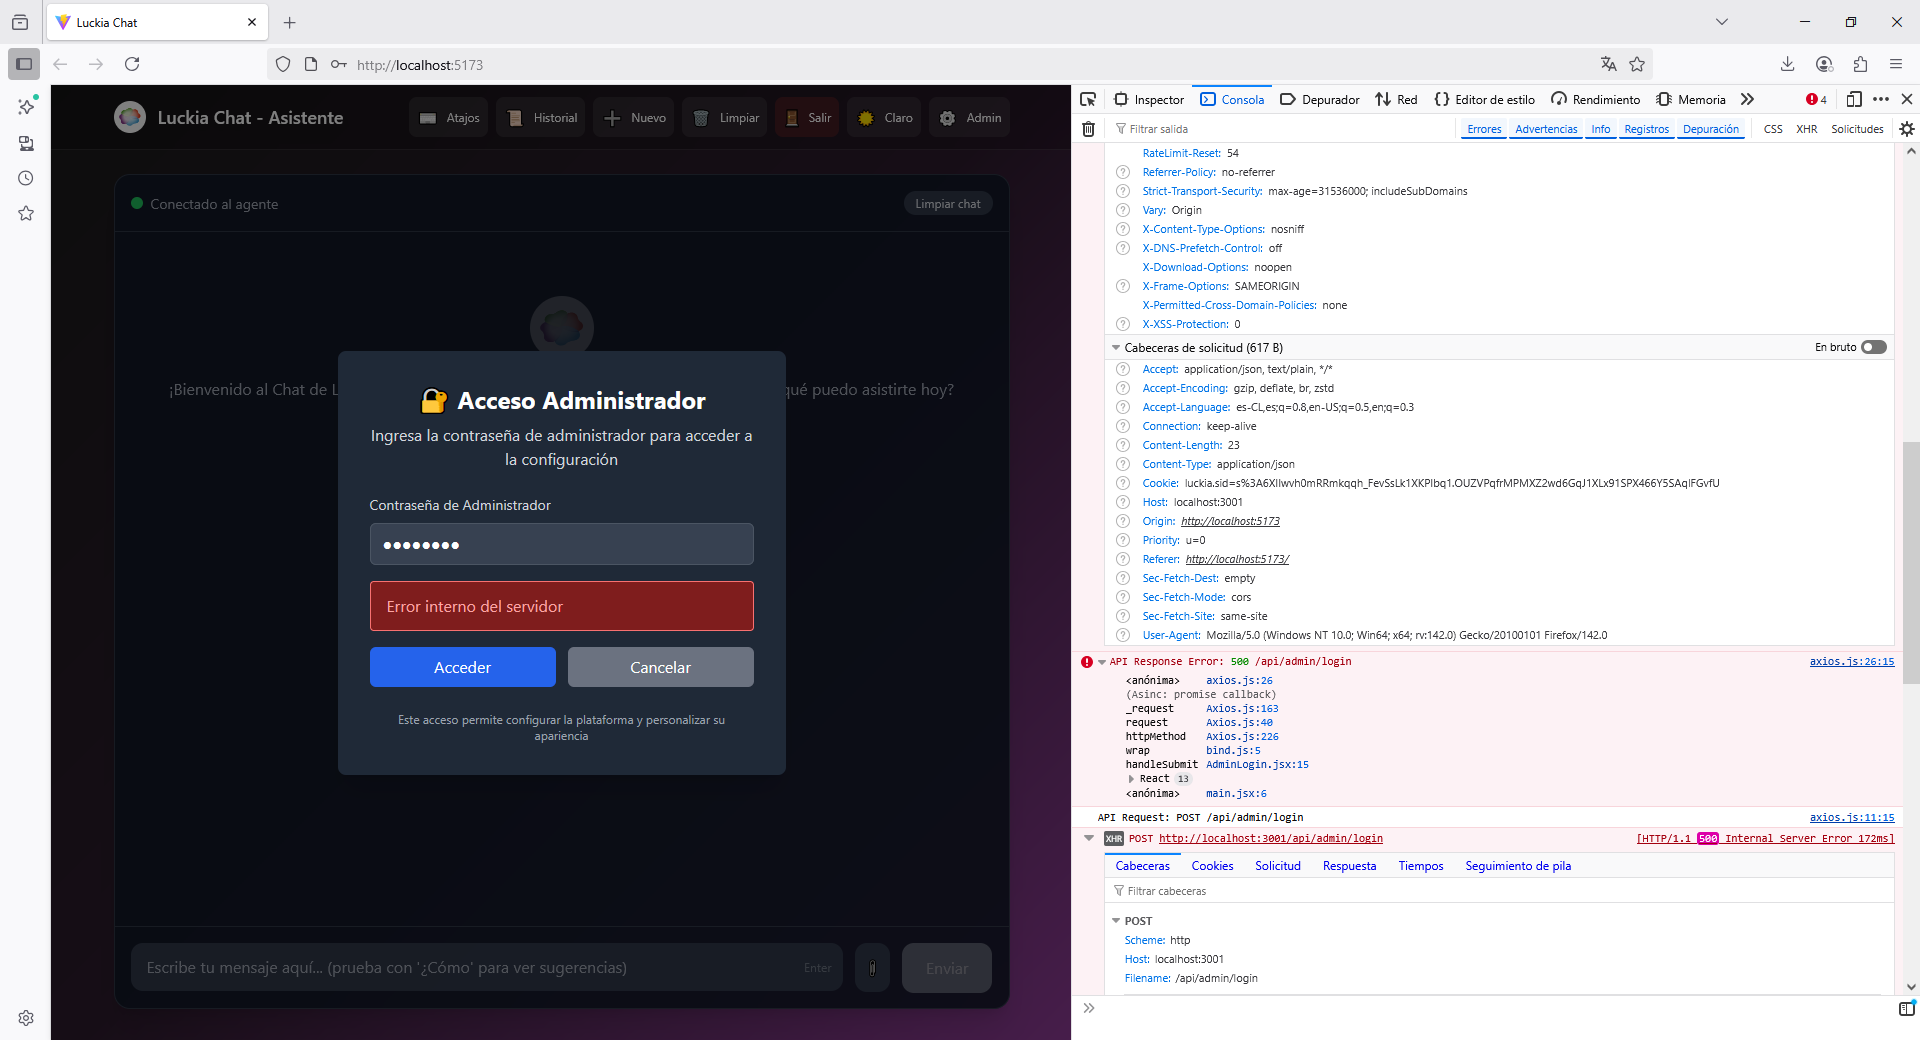 Luckia Chat
http://localhost:5173
Luckia Chat - Asistente
Atajos
Historial
Nuevo
Limpiar
Salir
Claro
Admin
Conectado al agente
Limpiar chat
¡Bienvenido al Chat de L
qué puedo asistirte hoy?
Acceso Administrador
Ingresa la contraseña de administrador para acceder a
la configuración
Contraseña de Administrador
Error interno del servidor
Acceder
Cancelar
Este acceso permite configurar la plataforma y personalizar su
apariencia
Escribe tu mensaje aquí... (prueba con '¿Cómo' para ver sugerencias)
Enter
Enviar
Inspector
Consola
Depurador
Red
Editor de estilo
Rendimiento
Memoria
4
Filtrar salida
Errores
Advertencias
Info
Registros
Depuración
CSS
XHR
Solicitudes
RateLimit-Reset: 54
Referrer-Policy: no-referrer
Strict-Transport-Security: max-age=31536000; includeSubDomains
Vary: Origin
X-Content-Type-Options: nosniff
X-DNS-Prefetch-Control: off
X-Download-Options: noopen
X-Frame-Options: SAMEORIGIN
X-Permitted-Cross-Domain-Policies: none
X-XSS-Protection: 0
Cabeceras de solicitud (617 B)
En bruto
Accept: application/json, text/plain, */*
Accept-Encoding: gzip, deflate, br, zstd
Accept-Language: es-CL,es;q=0.8,en-US;q=0.5,en;q=0.3
Connection: keep-alive
Content-Length: 23
Content-Type: application/json
Cookie:
Host: localhost:3001
Origin: http://localhost:5173
Priority: u=0
Referer: http://localhost:5173/
Sec-Fetch-Dest: empty
Sec-Fetch-Mode: cors
Sec-Fetch-Site: same-site
User-Agent: Mozilla/5.0 (Windows NT 10.0; Win64; x64; rv:142.0) Gecko/20100101 Firefox/142.0
API Response Error: 500 /api/admin/login axios.js:26:15
<anónima> axios.js:26
(Asinc: promise callback)
_request Axios.js:163
request Axios.js:40
httpMethod Axios.js:226
wrap bind.js:5
handleSubmit AdminLogin.jsx:15
React 13
<anónima> main.jsx:6
API Request: POST /api/admin/login axios.js:11:15
XHR POST http://localhost:3001/api/admin/login [HTTP/1.1 500 Internal Server Error 172ms]
Cabeceras
Cookies
Solicitud
Respuesta
Tiempos
Seguimiento de pila
Filtrar cabeceras
POST
Scheme: http
Host: localhost:3001
Filename: /api/admin/login